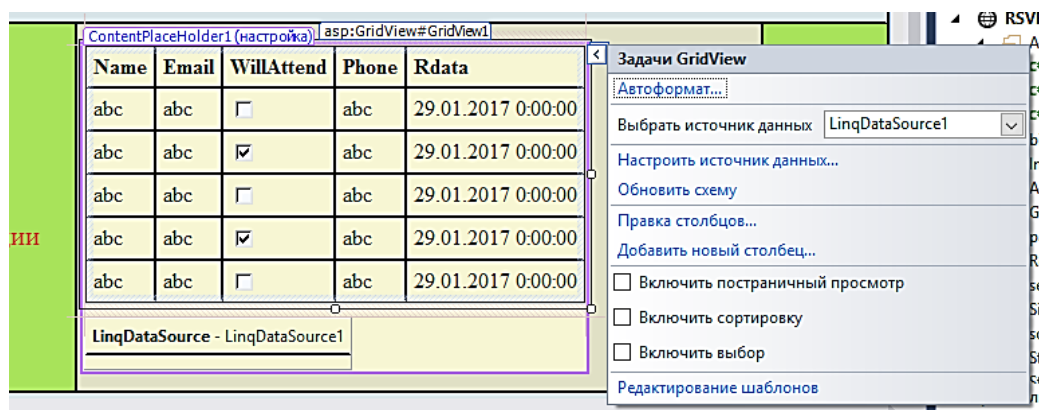 ContentPlaceHolder1 (настройка) asp:GridView#GridView1
Name Email WillAttend Phone Rdata
abc abc abc 29.01.2017 0:00:00
abc abc abc 29.01.2017 0:00:00
abc abc abc 29.01.2017 0:00:00
abc abc abc 29.01.2017 0:00:00
abc abc abc 29.01.2017 0:00:00
LinqDataSource - LinqDataSource1
Задачи GridView
Автоформат...
Выбрать источник данных LinqDataSource1
Настроить источник данных...
Обновить схему
Правка столбцов...
Добавить новый столбец...
Включить постраничный просмотр
Включить сортировку
Включить выбор
Редактирование шаблонов